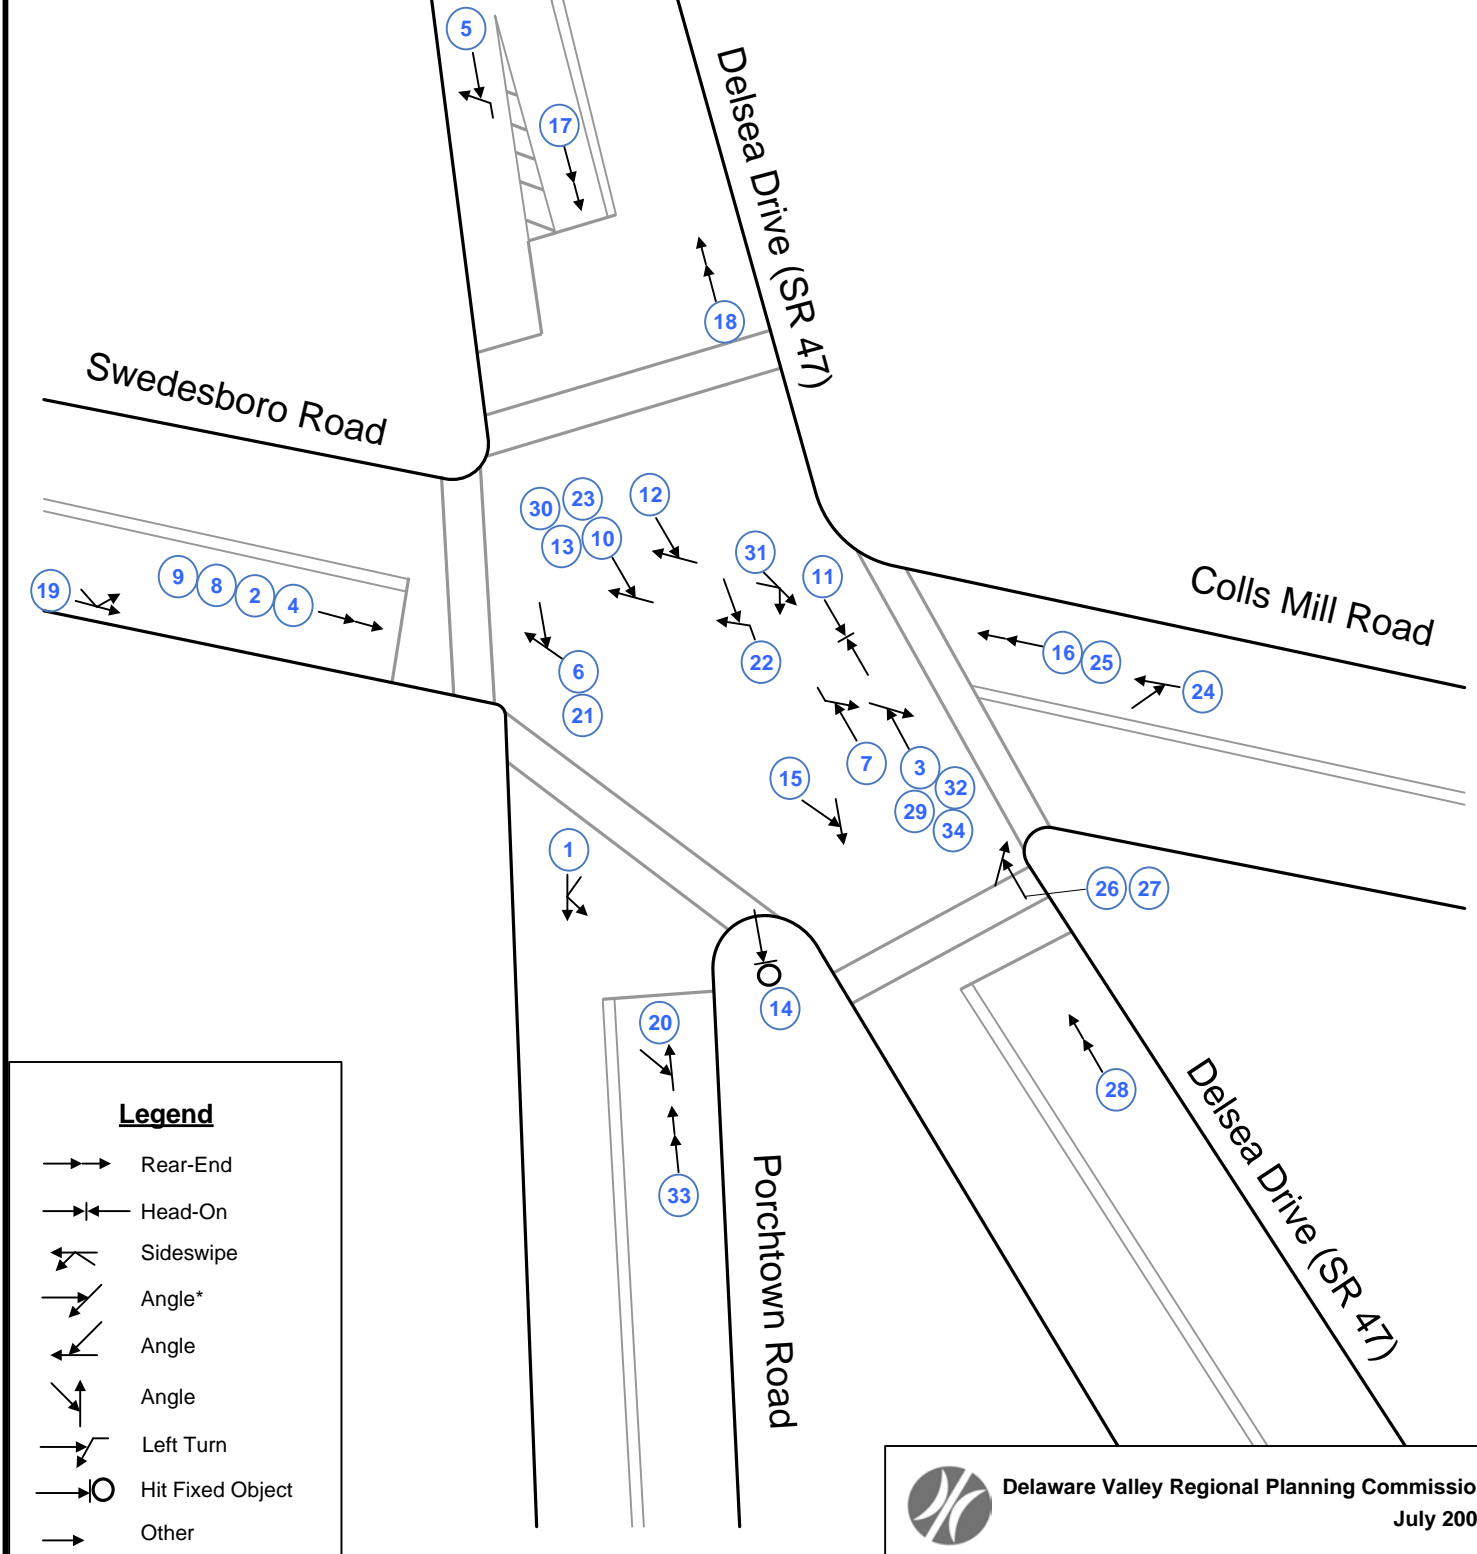 5
17
Delsea Drive (SR 47)
18
Swedesboro Road
30
23
12
13
10
31
11
Colls Mill Road
19
9
8
2
4
16
25
24
6
22
21
7
3
15
32
29
34
1
26
27
14
20
28
33
Porchtown Road
Delsea Drive (SR 47)
Legend
Rear-End
Head-On
Sideswipe
Angle*
Angle
Angle
Left Turn
Hit Fixed Object
Other
Delaware Valley Regional Planning Commissio
July 200